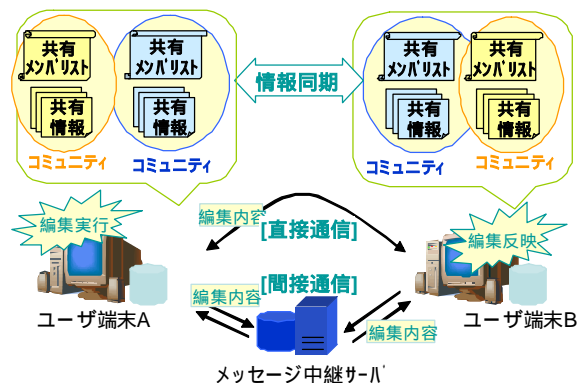 共有
メンバリスト
共有
メンバリスト
共有
情報
共有
情報
コミュニティ
コミュニティ
情報同期
共有
メンバリスト
共有
メンバリスト
共有
情報
共有
情報
コミュニティ
コミュニティ
編集実行
編集内容
[直接通信]
編集反映
[間接通信]
編集内容
編集内容
ユーザ端末A
ユーザ端末B
メッセージ中継サーバ